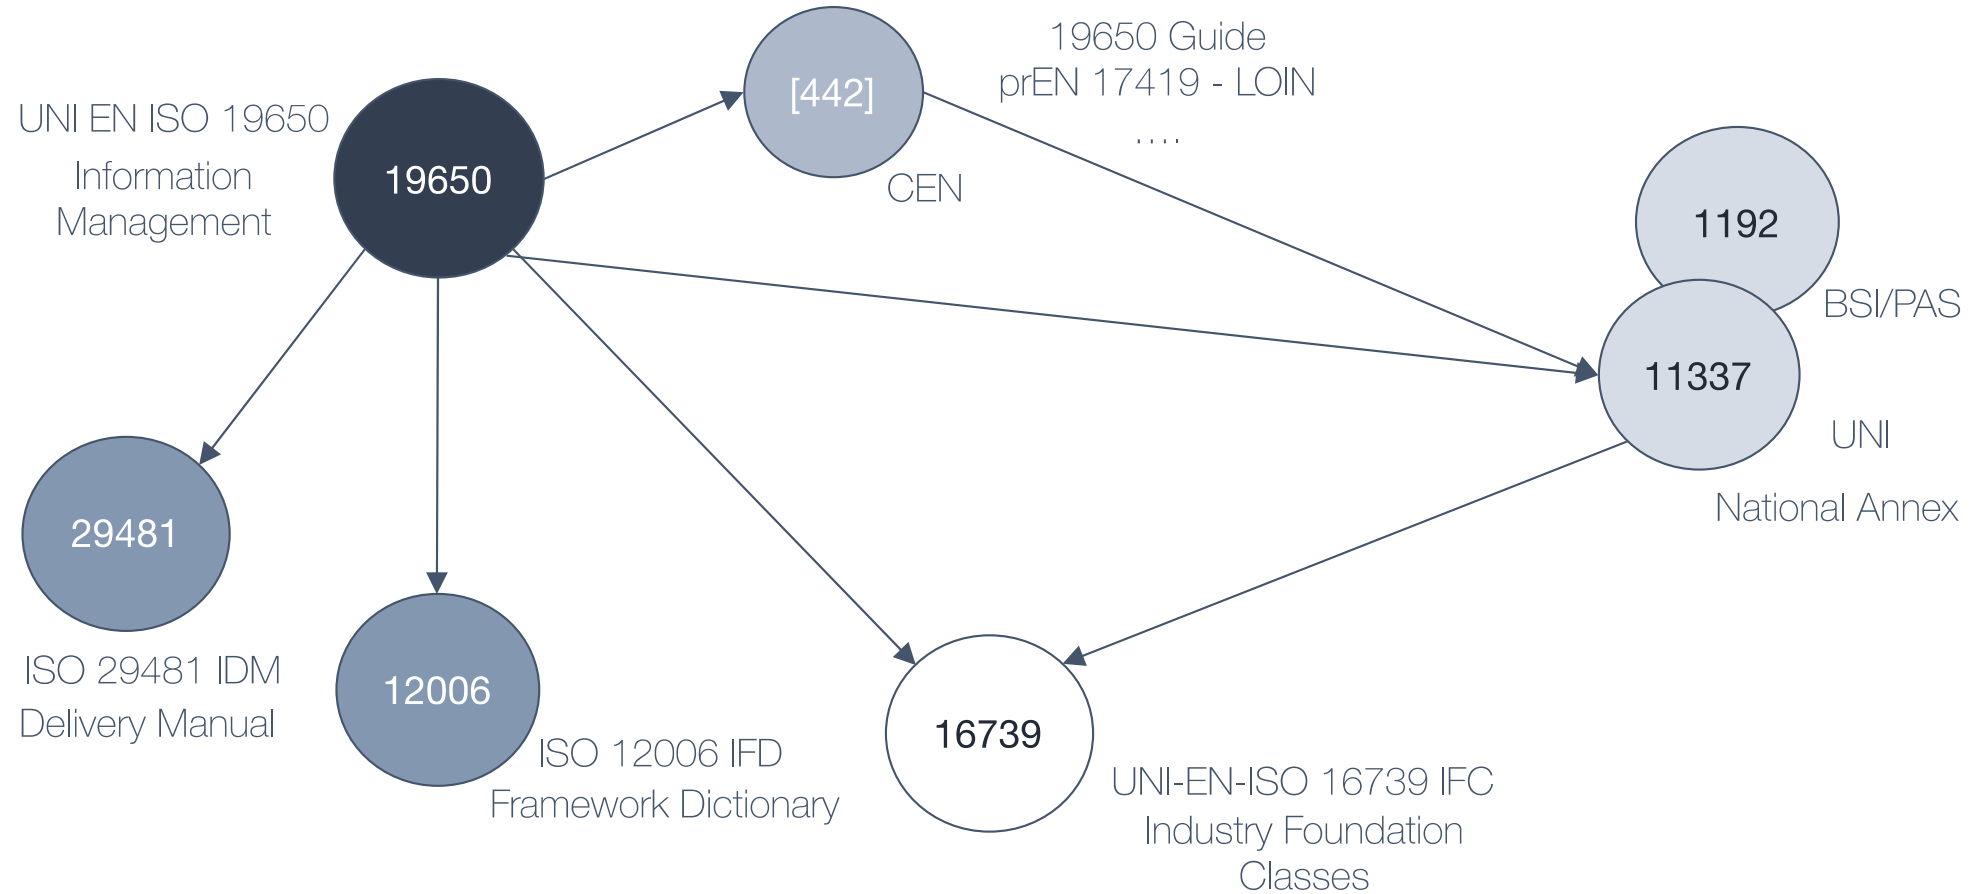 19650 Guide
prEN 17419 - LOIN
....
[442]
CEN
UNI EN ISO 19650
Information
Management
19650
1192
BSI/PAS
11337
UNI
National Annex
29481
ISO 29481 IDM
Delivery Manual
12006
ISO 12006 IFD
Framework Dictionary
16739
UNI-EN-ISO 16739 IFC
Industry Foundation
Classes